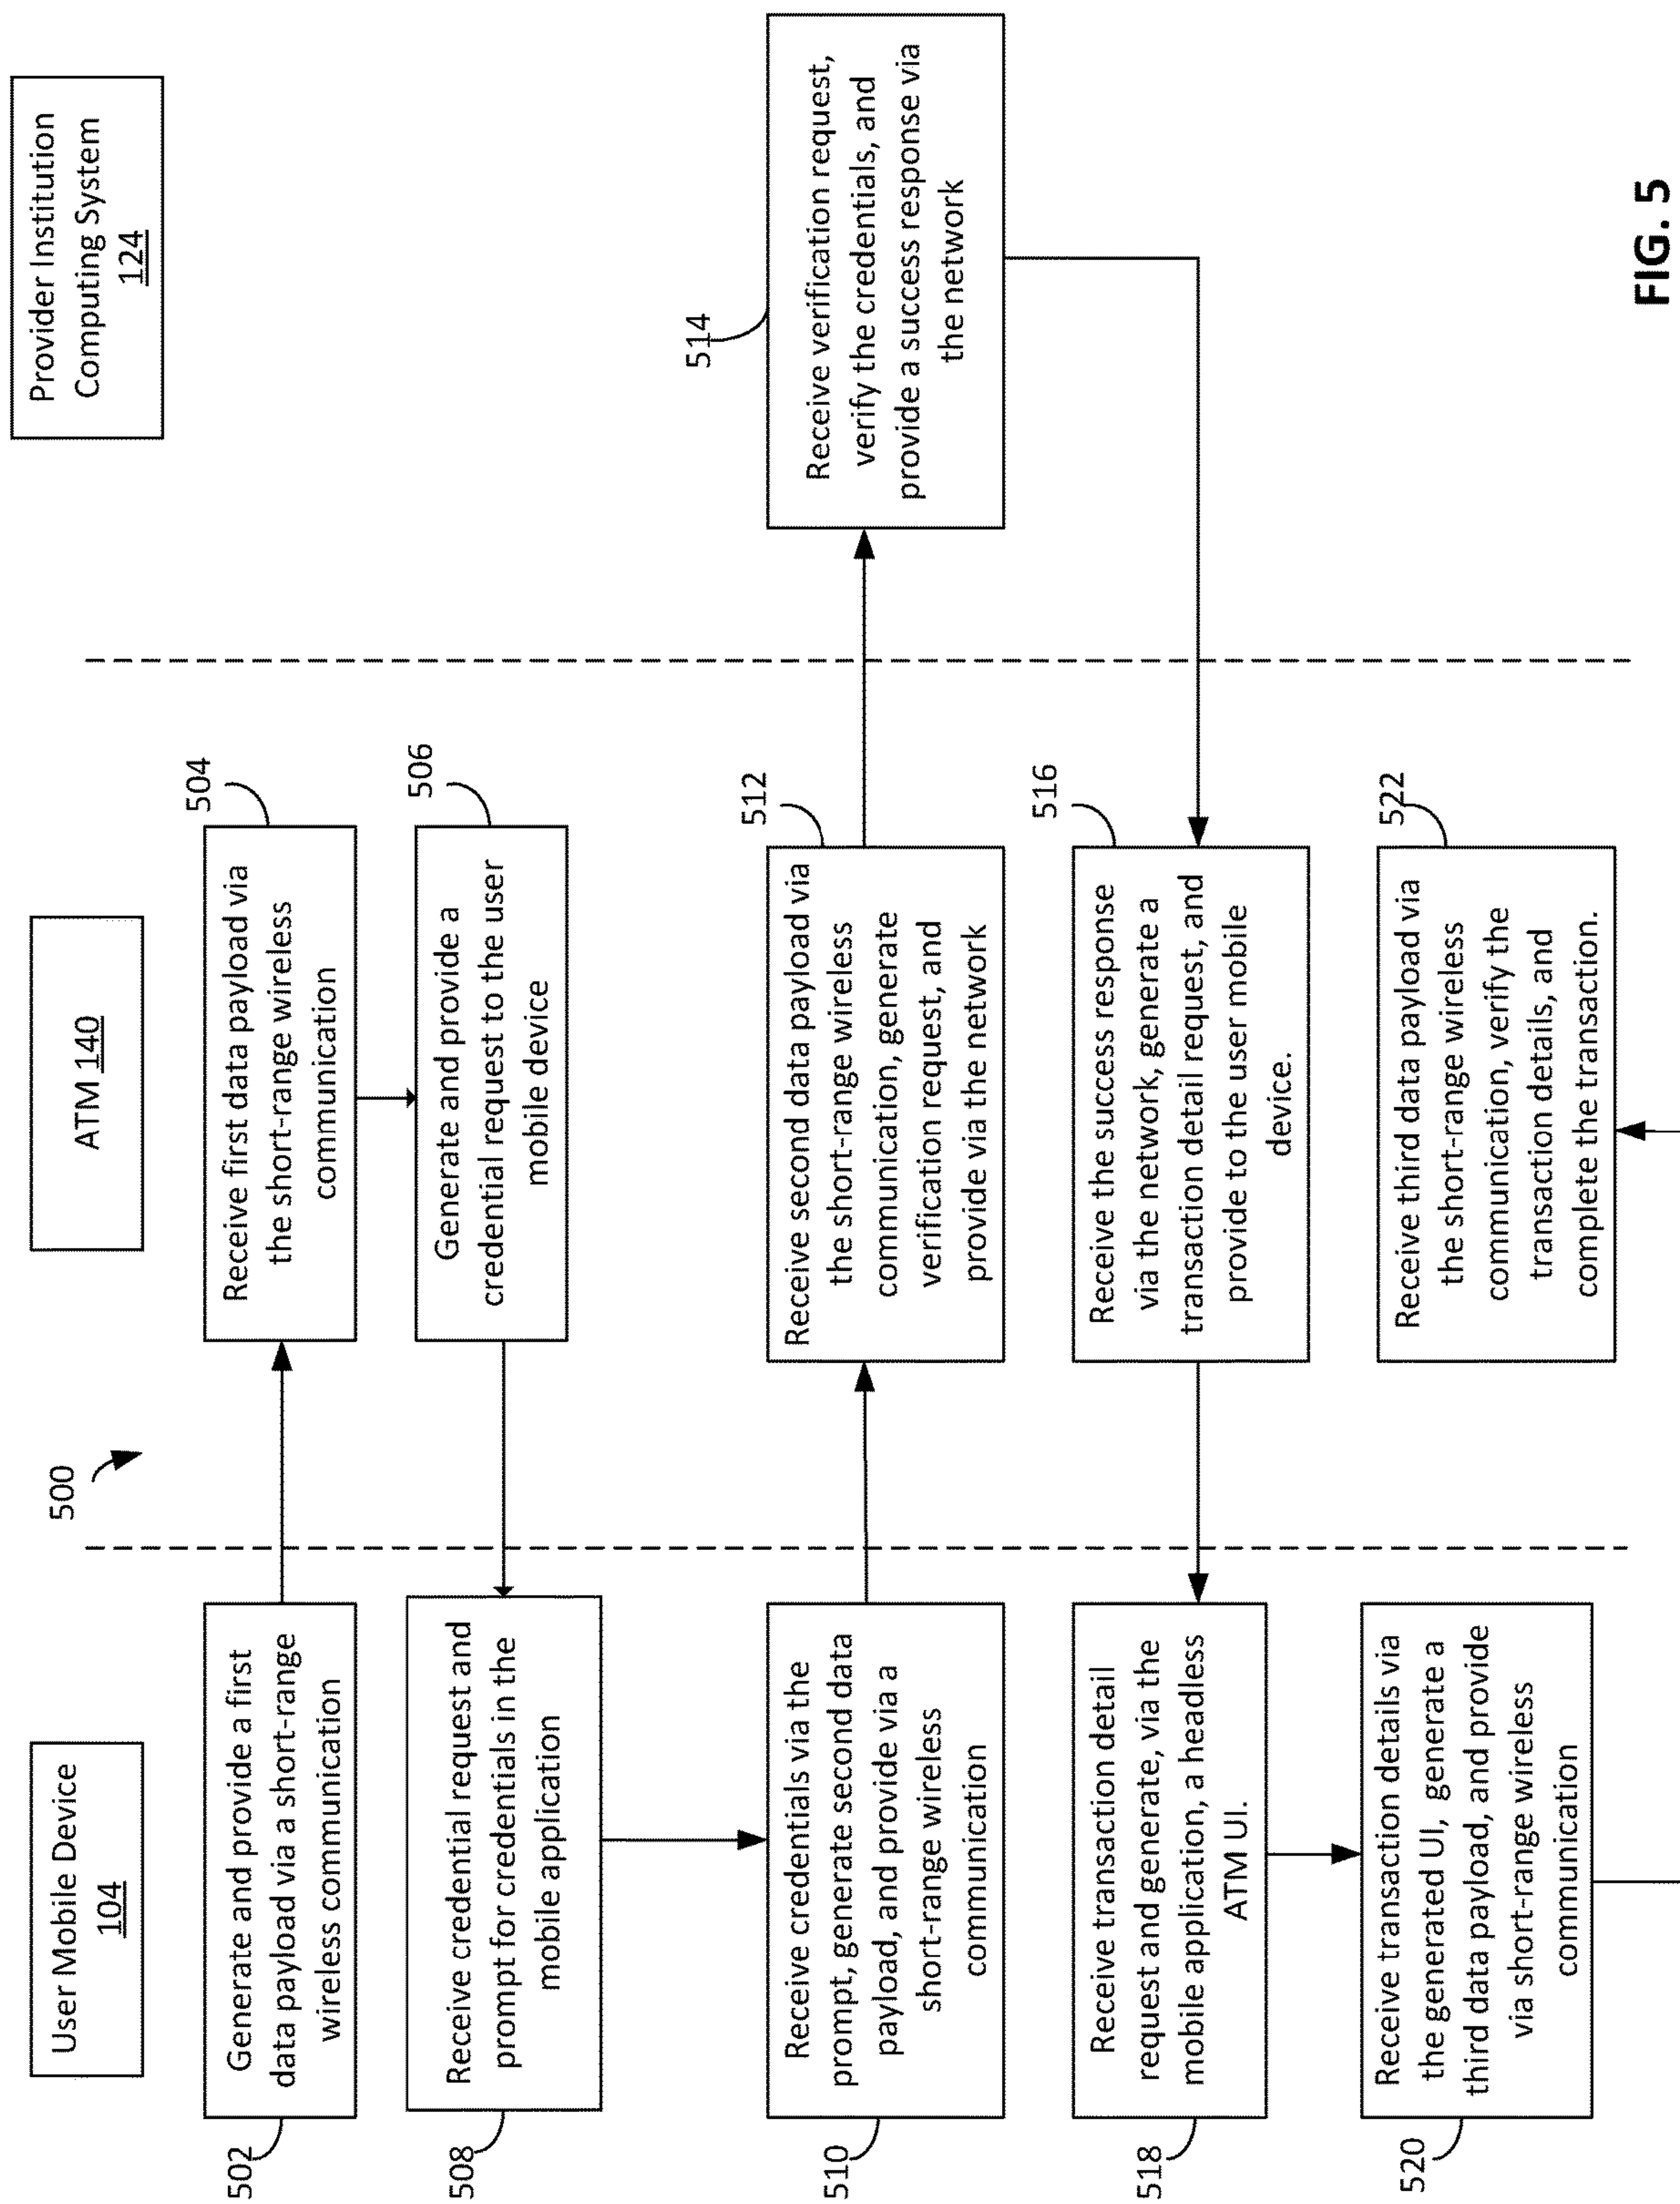 User Mobile Device
104
ATM 140
Provider Institution
Computing System
124
500
502
Generate and provide a first
data payload via a short-range
wireless communication
504
Receive first data payload via
the short-range wireless
communication
506
Generate and provide a
credential request to the user
mobile device
508
Receive credential request and
prompt for credentials in the
mobile application
510
Receive credentials via the
prompt, generate second data
payload, and provide via a
short-range wireless
communication
512
Receive second data payload via
the short-range wireless
communication, generate
verification request, and
provide via the network
514
Receive verification request,
verify the credentials, and
provide a success response via
the network
516
Receive the success response
via the network, generate a
transaction detail request, and
provide to the user mobile
device.
518
Receive transaction detail
request and generate, via the
mobile application, a headless
ATM UI.
520
Receive transaction details via
the generated UI, generate a
third data payload, and provide
via short-range wireless
communication
522
Receive third data payload via
the short-range wireless
communication, verify the
transaction details, and
complete the transaction.
FIG. 5